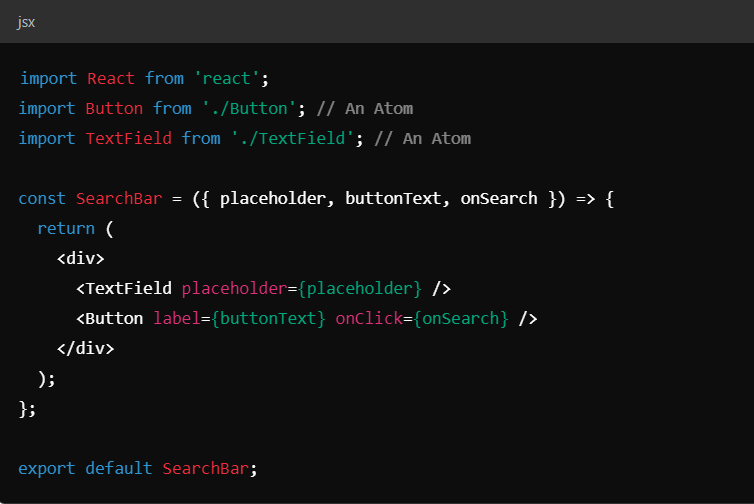 jsx
import React from 'react';
import Button from './Button'; // An Atom
import TextField from './TextField'; // An Atom
const SearchBar = ({ placeholder, buttonText, onSearch }) => {
  return (
    <div>
      <TextField placeholder={placeholder} />
      <Button label={buttonText} onClick={onSearch} />
    </div>
  );
};
export default SearchBar;